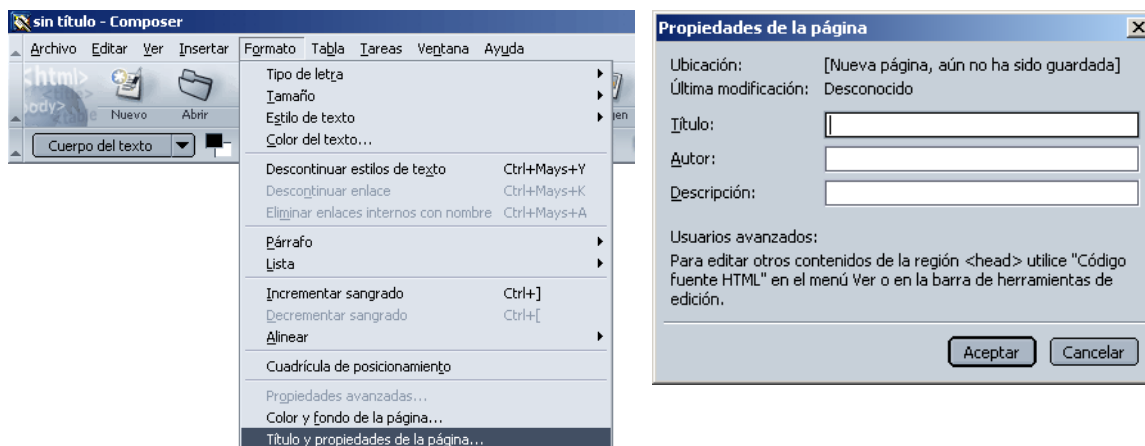 sin título - Composer
Archivo Editar Ver Insertar Formato Tabla Tareas Ventana Ayuda
<html>
body>
Nuevo Abrir
Cuerpo del texto
Tipo de letra
Tamaño
Estilo de texto
Color del texto...
Descontinuar estilos de texto Ctrl+Mays+Y
Descontinuar enlace Ctrl+Mays+K
Eliminar enlaces internos con nombre Ctrl+Mays+A
Párrafo
Lista
Incrementar sangrado Ctrl+]
Decrementar sangrado Ctrl+[
Alinear
Cuadrícula de posicionamiento
Propiedades avanzadas...
Color y fondo de la página...
Título y propiedades de la página...
Propiedades de la página
Ubicación: [Nueva página, aún no ha sido guardada]
Última modificación: Desconocido
Título:
Autor:
Descripción:
Usuarios avanzados:
Para editar otros contenidos de la región <head> utilice "Código
fuente HTML" en el menú Ver o en la barra de herramientas de
edición.
Aceptar Cancelar